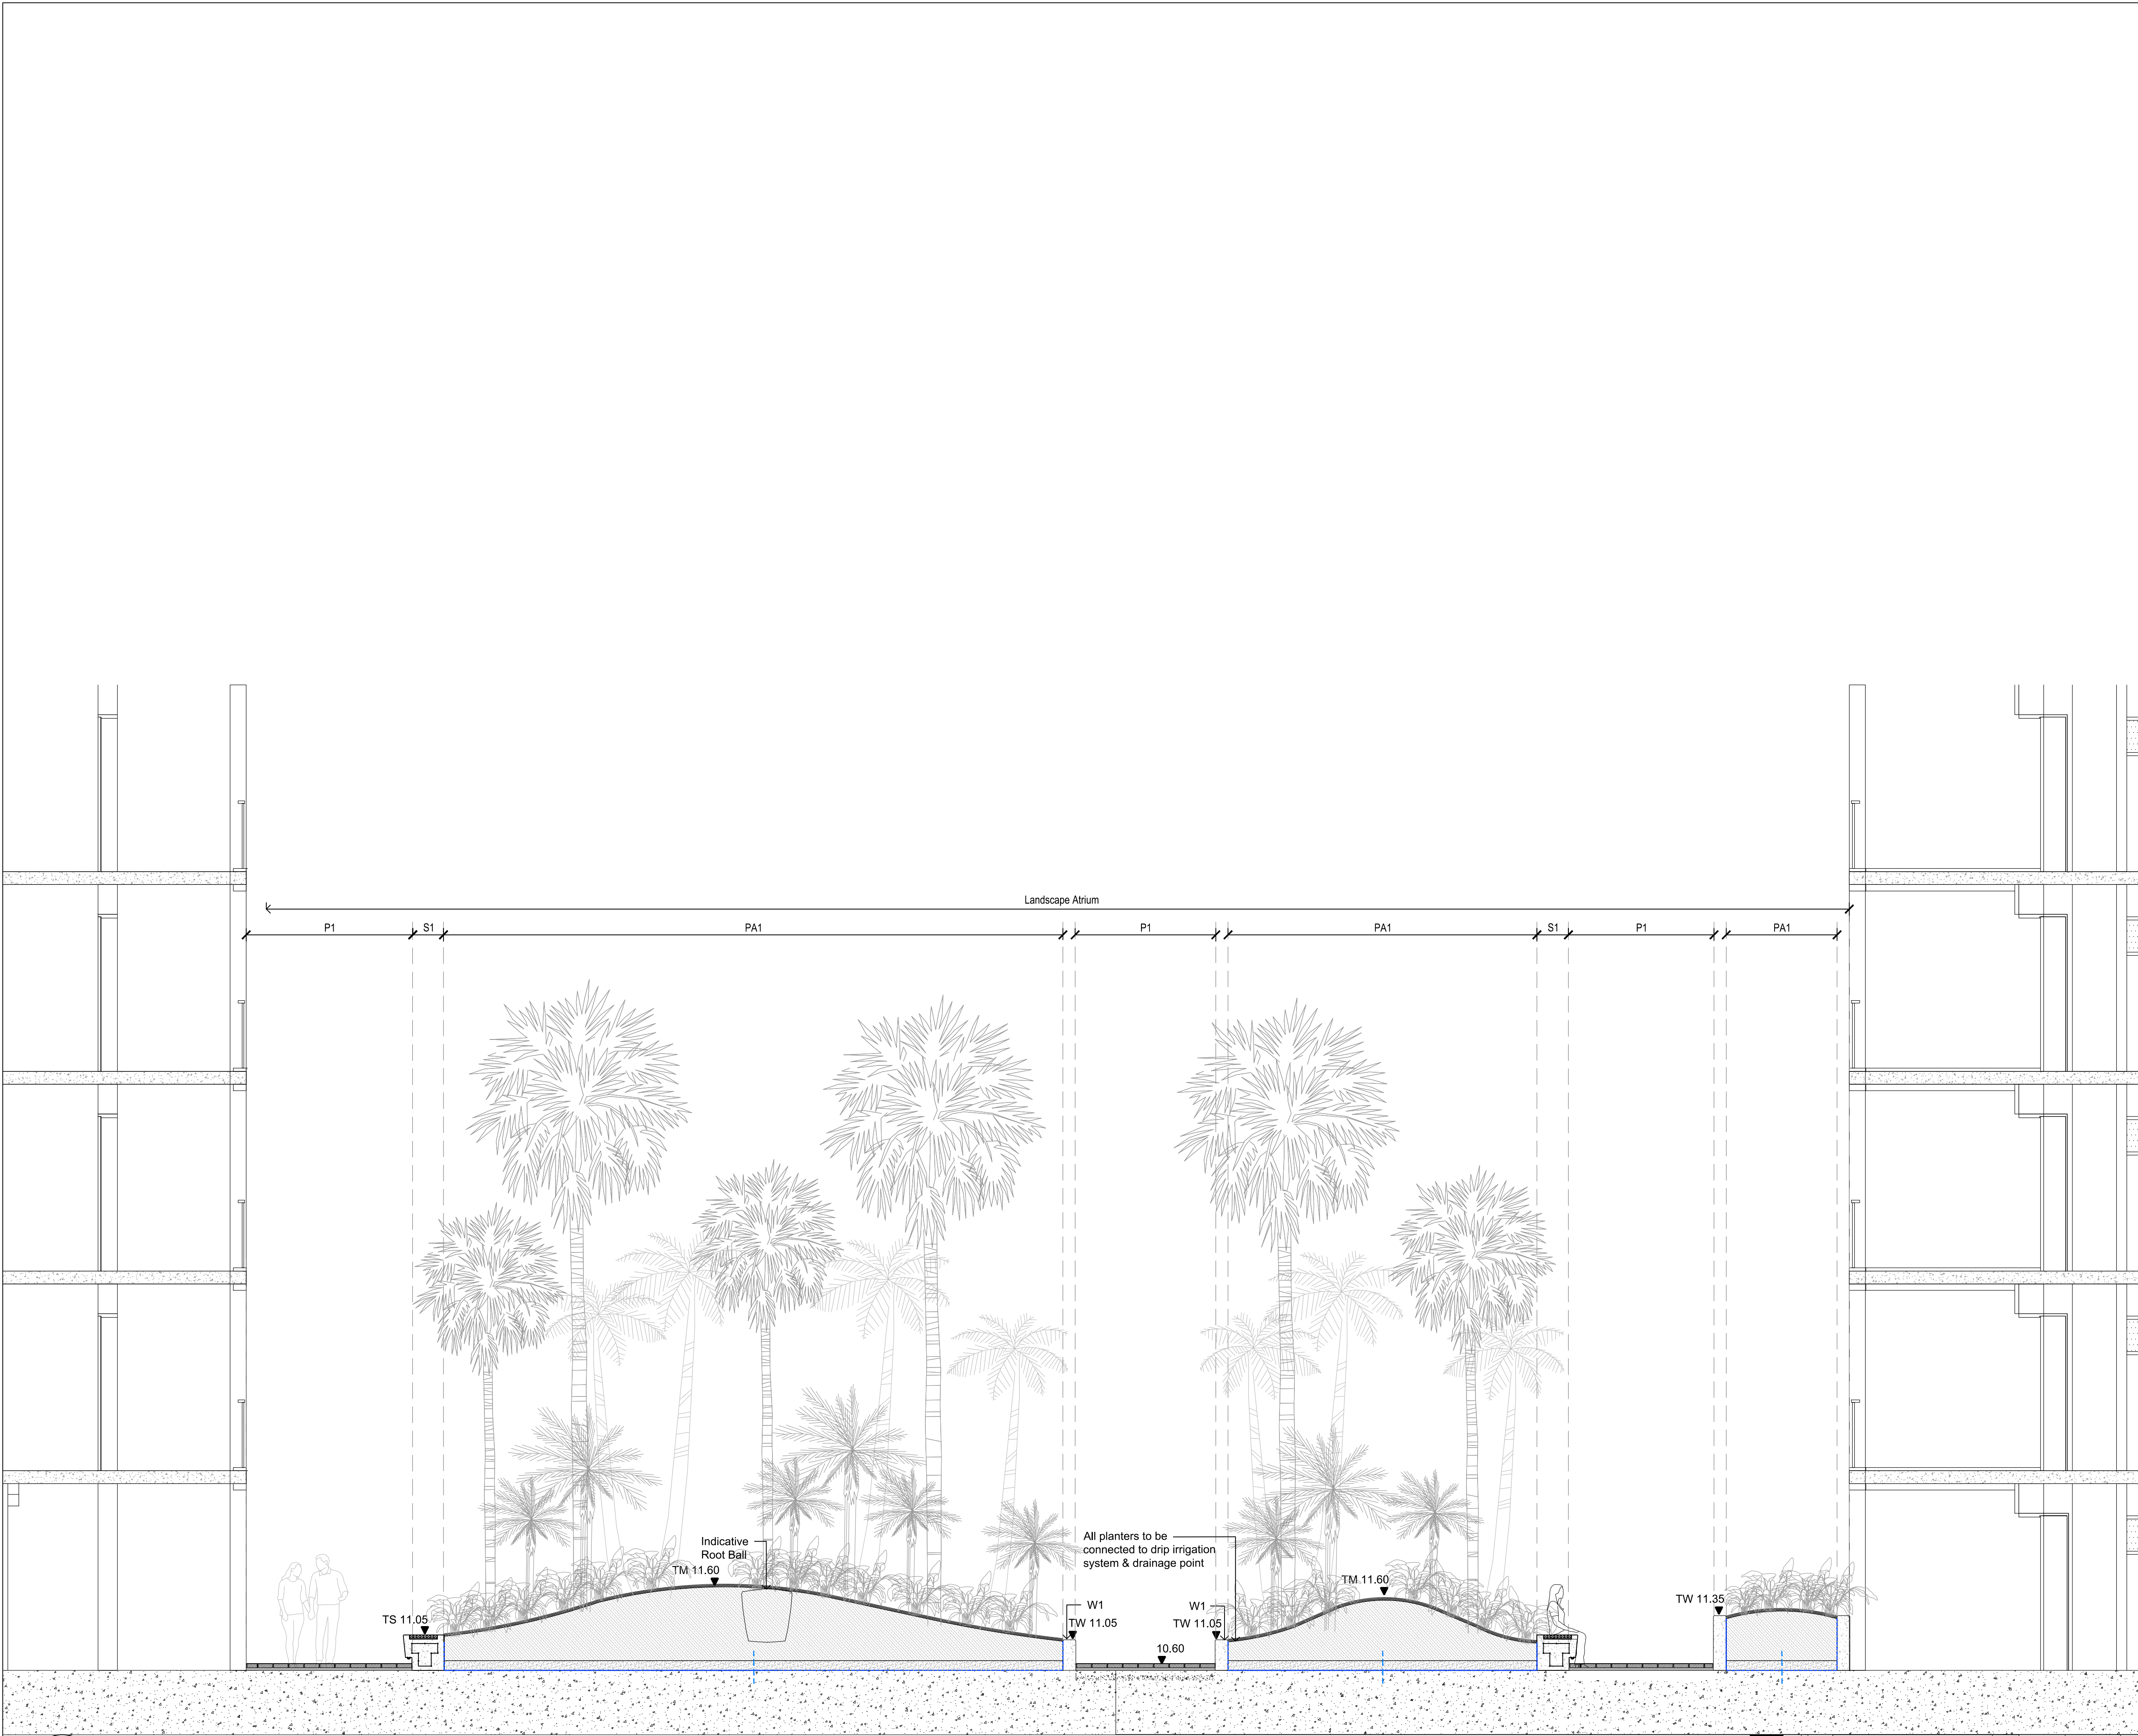 Landscape Atrium
P1
S1
PA1
P1
PA1
S1
P1
PA1
Indicative
Root Ball
TM 11.60
All planters to be
connected to drip irrigation
system & drainage point
TM 11.60
TS 11.05
W1
TW 11.05
W1
TW 11.05
10.60
TW 11.35